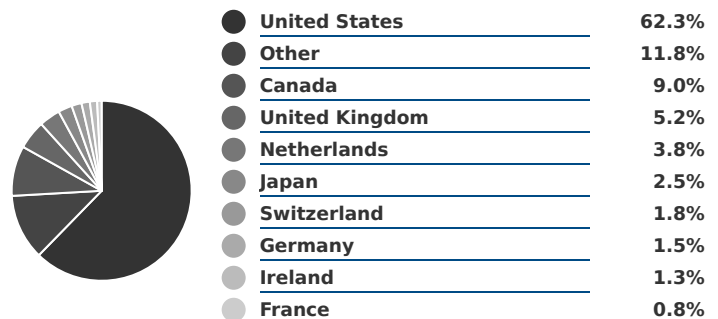 United States 62.3%
Other 11.8%
Canada 9.0%
United Kingdom 5.2%
Netherlands 3.8%
Japan 2.5%
Switzerland 1.8%
Germany 1.5%
Ireland 1.3%
France 0.8%